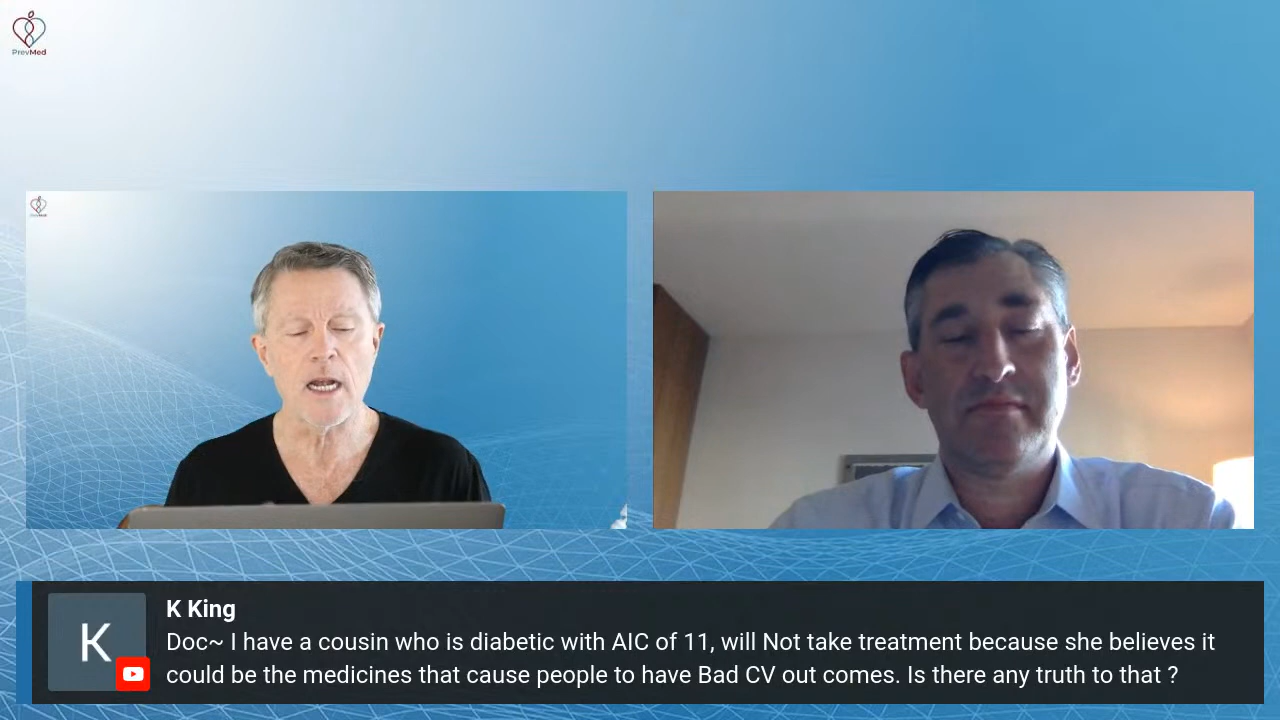 PrevMed
K King
Doc~ I have a cousin who is diabetic with AIC of 11, will Not take treatment because she believes it
could be the medicines that cause people to have Bad CV out comes. Is there any truth to that ?
K